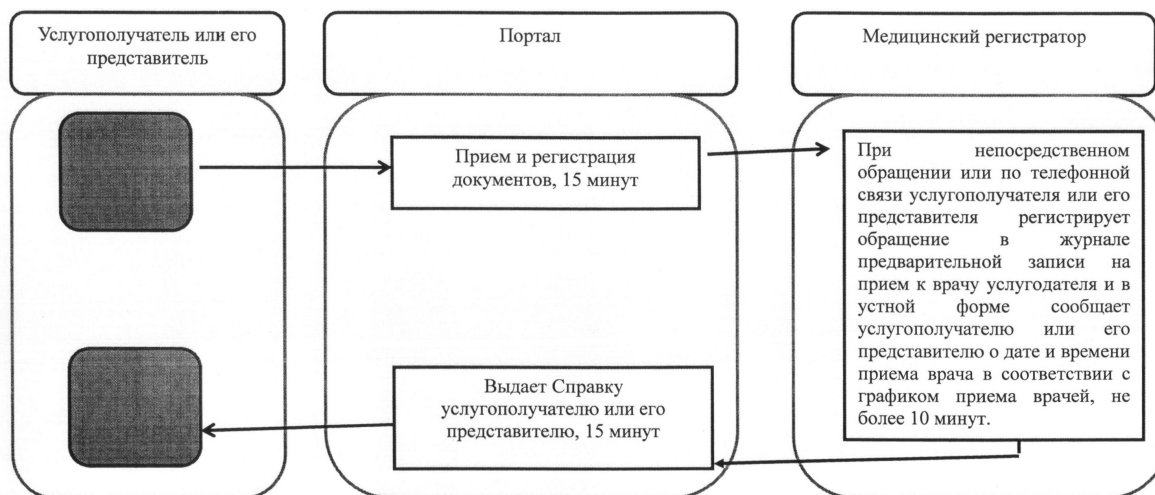 Услугополучатель или его
представитель
Портал
Медицинский регистратор
Прием и регистрация
документов, 15 минут
При непосредственном
обращении или по телефонной
связи услугополучателя или его
представителя регистрирует
обращение в журнале
предварительной записи на
прием к врачу услугодателя и в
устной форме сообщает
услугополучателю или его
представителю о дате и времени
приема врача в соответствии с
графиком приема врачей, не
более 10 минут.
Выдает Справку
услугополучателю или его
представителю, 15 минут